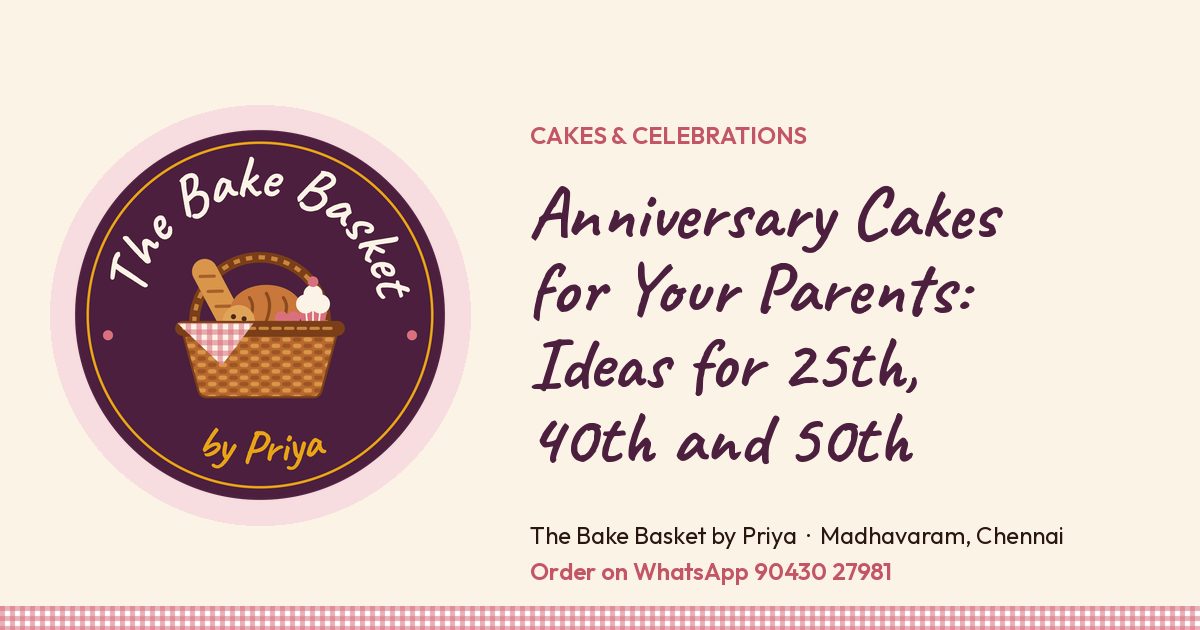 The Bake Basket
by Priya
CAKES & CELEBRATIONS
Anniversary Cakes
for Your Parents:
Ideas for 25th,
40th and 50th
The Bake Basket by Priya · Madhavaram, Chennai
Order on WhatsApp 90430 27981